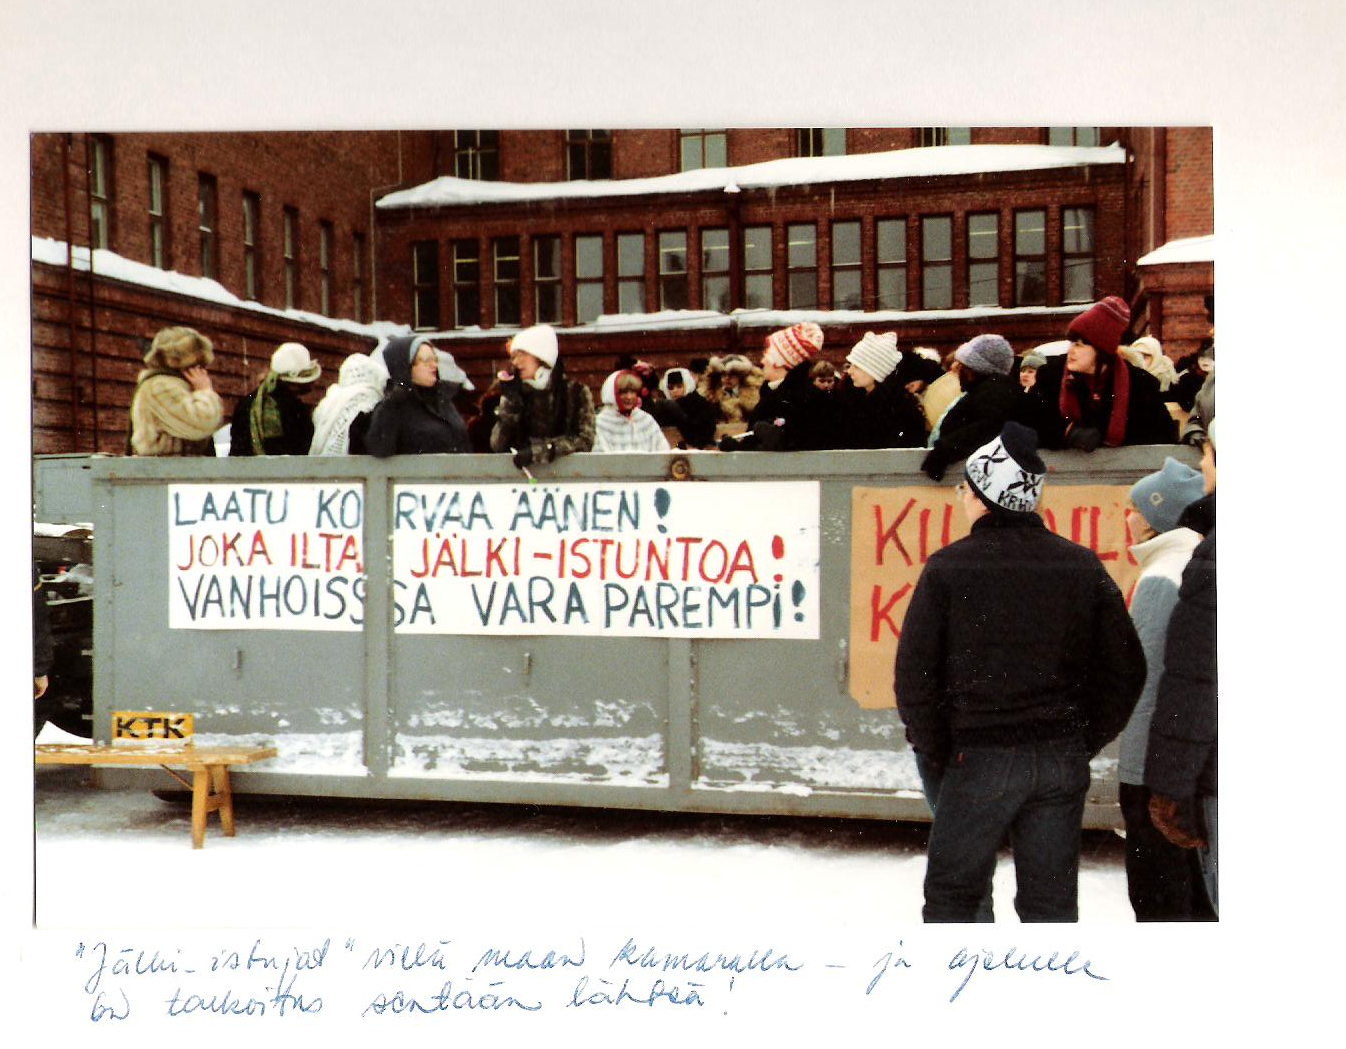 LAATU KORVAA ÄÄNEN!
JOKA ILTA JÄLKI-ISTUNTOA!
VANHOISSA VARA PAREMPI!
KTK
"Jälki-istujat" vielä maan kamaralla – ja ajelulle
on tarkoitus sentään lähteä!